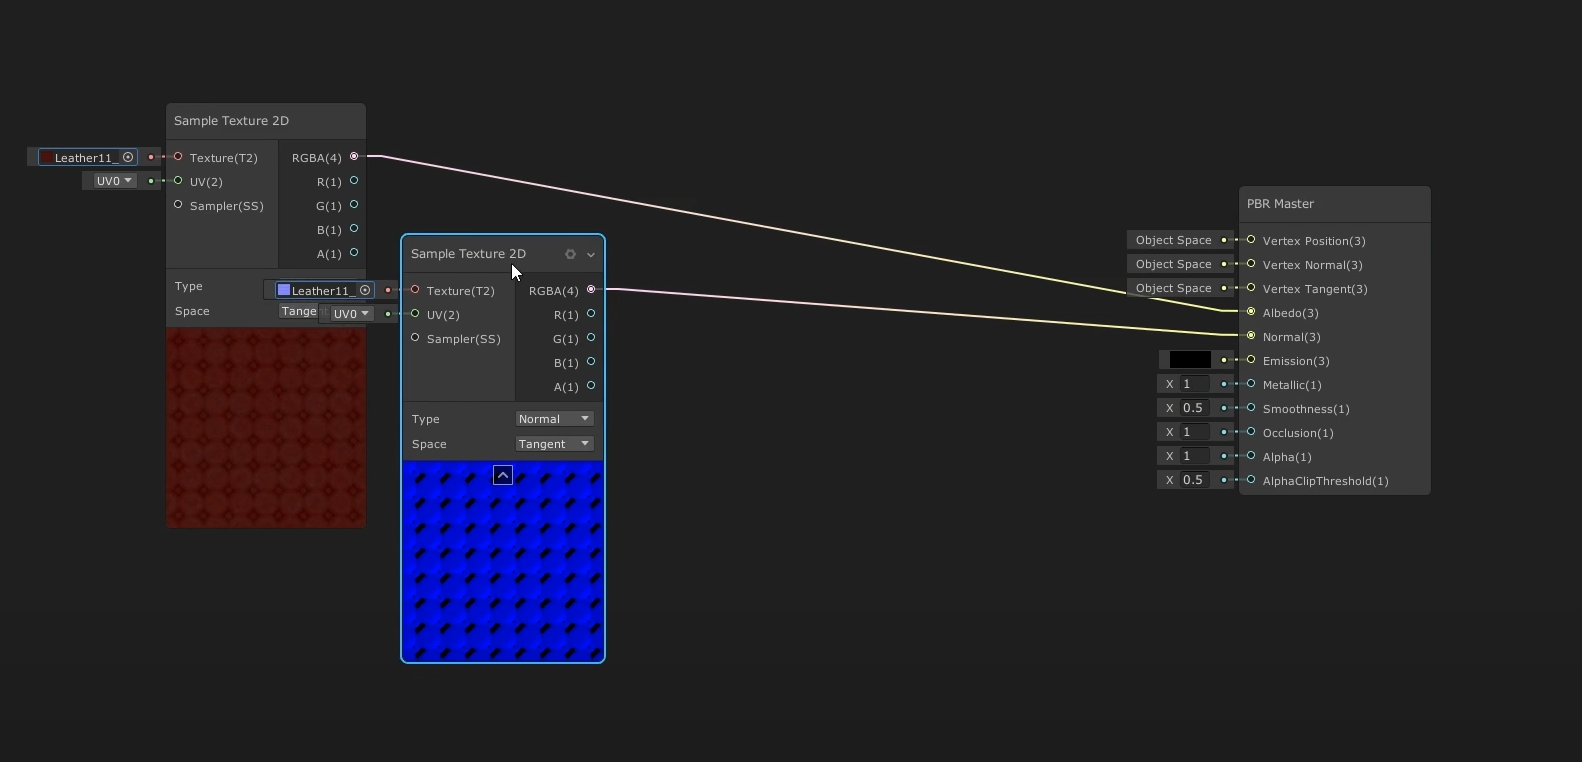 Sample Texture 2D
Leather11_
Texture(T2)
RGBA(4)
UV0
UV(2)
R(1)
Sampler(SS)
G(1)
B(1)
A(1)
Type
Space
Tange
Sample Texture 2D
Leather11_
Texture(T2)
RGBA(4)
UV0
UV(2)
R(1)
Sampler(SS)
G(1)
B(1)
A(1)
Type
Normal
Space
Tangent
PBR Master
Object Space
Vertex Position(3)
Object Space
Vertex Normal(3)
Object Space
Vertex Tangent(3)
Albedo(3)
Normal(3)
Emission(3)
X 1
Metallic(1)
X 0.5
Smoothness(1)
X 1
Occlusion(1)
X 1
Alpha(1)
X 0.5
AlphaClipThreshold(1)